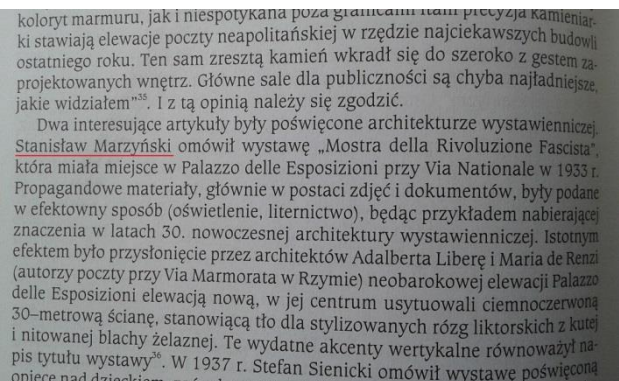 koloryt marmuru, jak i niespotykana poza granicami Italii precyzja kamieniar-
ki stawiają elewacje poczty neapolitańskiej w rzędzie najciekawszych budowli
ostatniego roku. Ten sam zresztą kamień wkradł się do szeroko z gestem za-
projektowanych wnętrz. Główne sale dla publiczności są chyba najładniejsze,
jakie widziałem”³⁵. I z tą opinią należy się zgodzić.
Dwa interesujące artykuły były poświęcone architekturze wystawienniczej.
Stanisław Marzyński omówił wystawę „Mostra della Rivoluzione Fascista”,
która miała miejsce w Palazzo delle Esposizioni przy Via Nationale w 1933 r.
Propagandowe materiały, głównie w postaci zdjęć i dokumentów, były podane
w efektowny sposób (oświetlenie, liternictwo), będąc przykładem nabierającej
znaczenia w latach 30. nowoczesnej architektury wystawienniczej. Istotnym
efektem było przysłonięcie przez architektów Adalberta Liberę i Maria de Renzi
(autorzy poczty przy Via Marmorata w Rzymie) neobarokowej elewacji Palazzo
delle Esposizioni elewacją nową, w jej centrum usytuowali ciemnoczerwoną
30–metrową ścianę, stanowiącą tło dla stylizowanych rózg liktorskich z kutej
i nitowanej blachy żelaznej. Te wydatne akcenty wertykalne równoważył na-
pis tytułu wystawy³⁶. W 1937 r. Stefan Sienicki omówił wystawę poświęconą
opiece nad dzieckiem